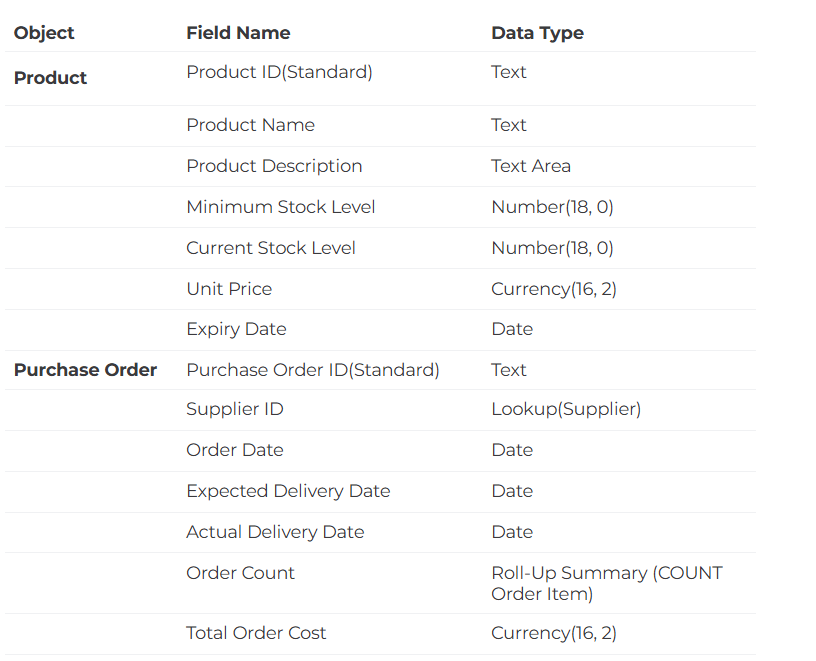 Object Field Name Data Type
Product Product ID(Standard) Text
Product Name Text
Product Description Text Area
Minimum Stock Level Number(18, 0)
Current Stock Level Number(18, 0)
Unit Price Currency(16, 2)
Expiry Date Date
Purchase Order Purchase Order ID(Standard) Text
Supplier ID Lookup(Supplier)
Order Date Date
Expected Delivery Date Date
Actual Delivery Date Date
Order Count Roll-Up Summary (COUNT
Order Item)
Total Order Cost Currency(16, 2)